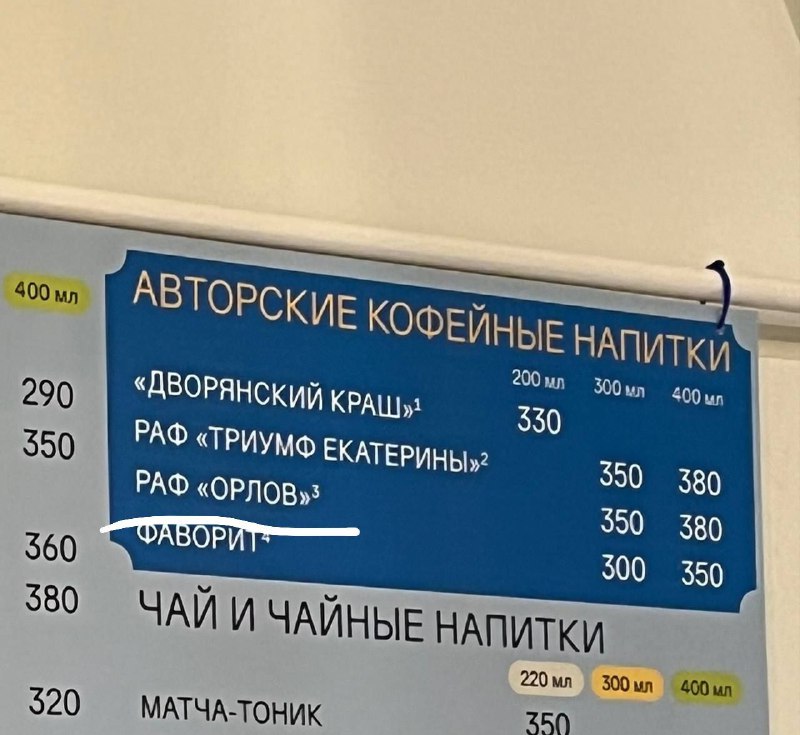 400 мл
АВТОРСКИЕ КОФЕЙНЫЕ НАПИТКИ
200 мл 300 мл 400 мл
290 «ДВОРЯНСКИЙ КРАШ»¹ 330
350 РАФ «ТРИУМФ ЕКАТЕРИНЫ»² 350 380
РАФ «ОРЛОВ»³ 350 380
360 ФАВОРИТ⁴ 300 350
380 ЧАЙ И ЧАЙНЫЕ НАПИТКИ
220 мл 300 мл 400 мл
320 МАТЧА-ТОНИК 350